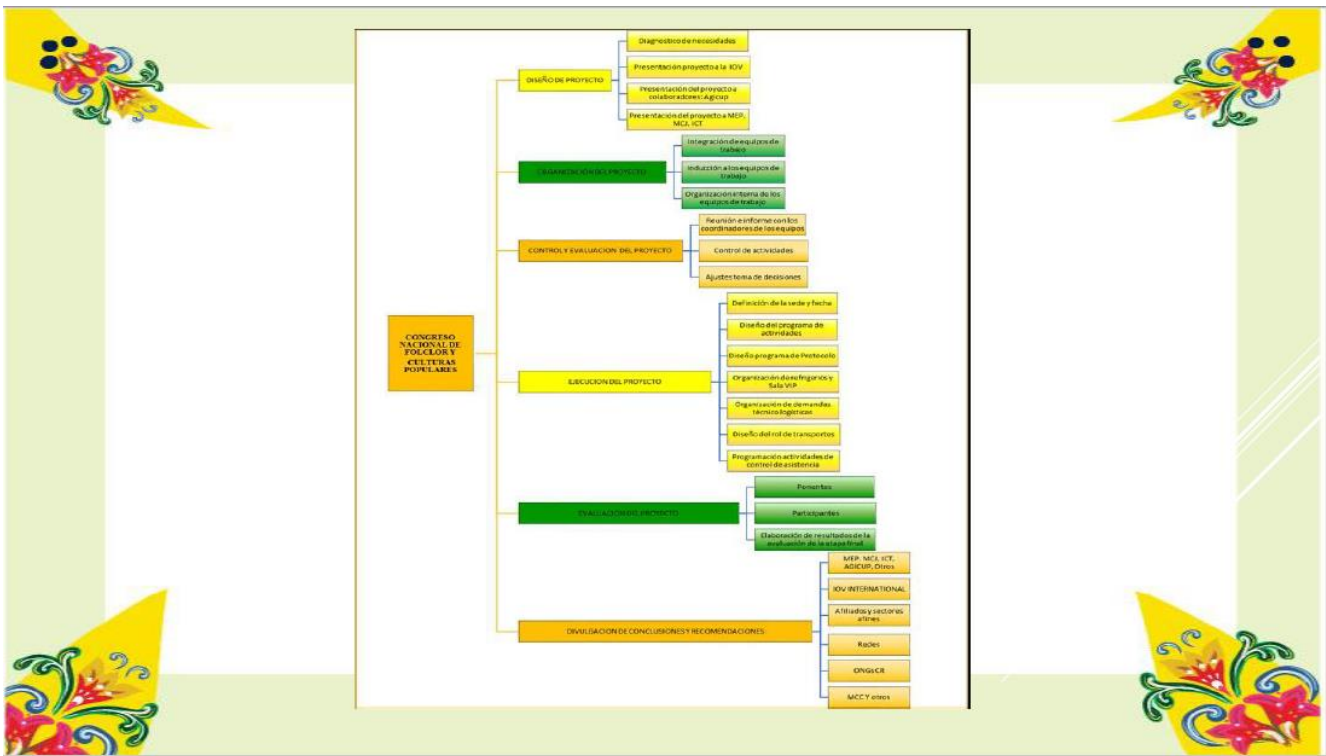 CONGRESO
NACIONAL DE
FOLCLOR Y
CULTURAS
POPULARES
DISEÑO DE PROYECTO
Diagnostico de necesidades
Presentación proyecto a la IOV
Presentación del proyecto a
colaboradores: Agicup
Presentación del proyecto a MEP,
MCJ, ICT
ORGANIZACIÓN DEL PROYECTO
Integración de equipos de
trabajo
Inducción a los equipos de
trabajo
Organización interna de los
equipos de trabajo
CONTROL Y EVALUACION DEL PROYECTO
Reunión e informe con los
coordinadores de los equipos
Control de actividades
Ajustes toma de decisiones
EJECUCION DEL PROYECTO
Definición de la sede y fecha
Diseño del programa de
actividades
Diseño programa de Protocolo
Organización de refrigerios y
Sala VIP
Organización de demandas
técnico logísticas
Diseño del rol de transportes
Programación actividades de
control de asistencia
EVALUACION DEL PROYECTO
Ponentes
Participantes
Elaboración de resultados de la
evaluación de la etapa final
DIVULGACION DE CONCLUSIONES Y RECOMENDACIONES
MEP. MCJ. ICT.
AGICUP, Otros
IOV INTERNATIONAL
Afiliados y sectores
afines
Redes
ONGs CR
MCC Y otros